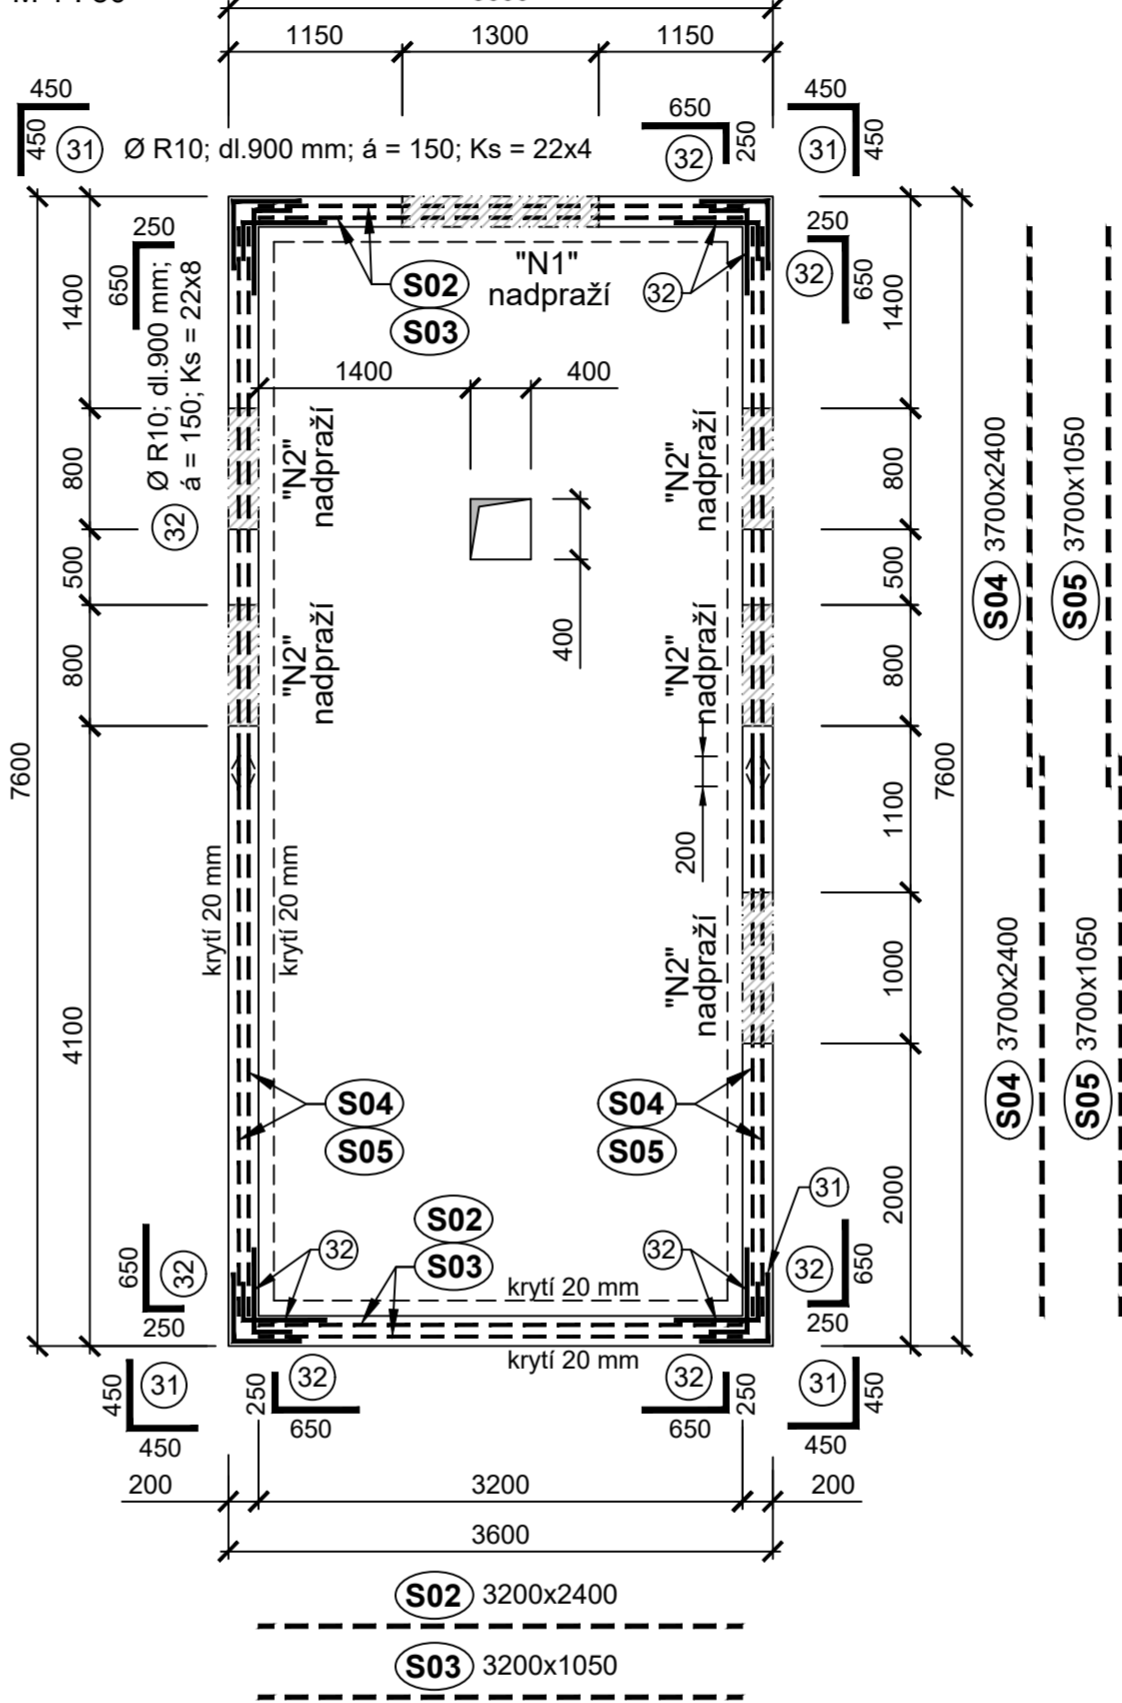 1150
1300
1150
450
450
31
Ø R10; dl.900 mm; á = 150; Ks = 22x4
650
250
32
450
450
31
250
650
Ø R10; dl.900 mm;
á = 150; Ks = 22x8
32
S02
S03
"N1"
nadpraží
32
250
650
32
1400
1400
400
1400
800
"N2"
nadpraží
"N2"
nadpraží
800
S04 3700x2400
S05 3700x1050
500
400
500
800
"N2"
nadpraží
"N2"
nadpraží
800
7600
7600
200
1100
krytí 20 mm
krytí 20 mm
"N2"
nadpraží
1000
S04 3700x2400
S05 3700x1050
4100
S04
S05
S04
S05
2000
31
S02
S03
650
32
250
32
32
32
650
250
krytí 20 mm
krytí 20 mm
450
31
450
250
32
650
32
250
650
31
450
450
200
3200
200
3600
S02 3200x2400
S03 3200x1050